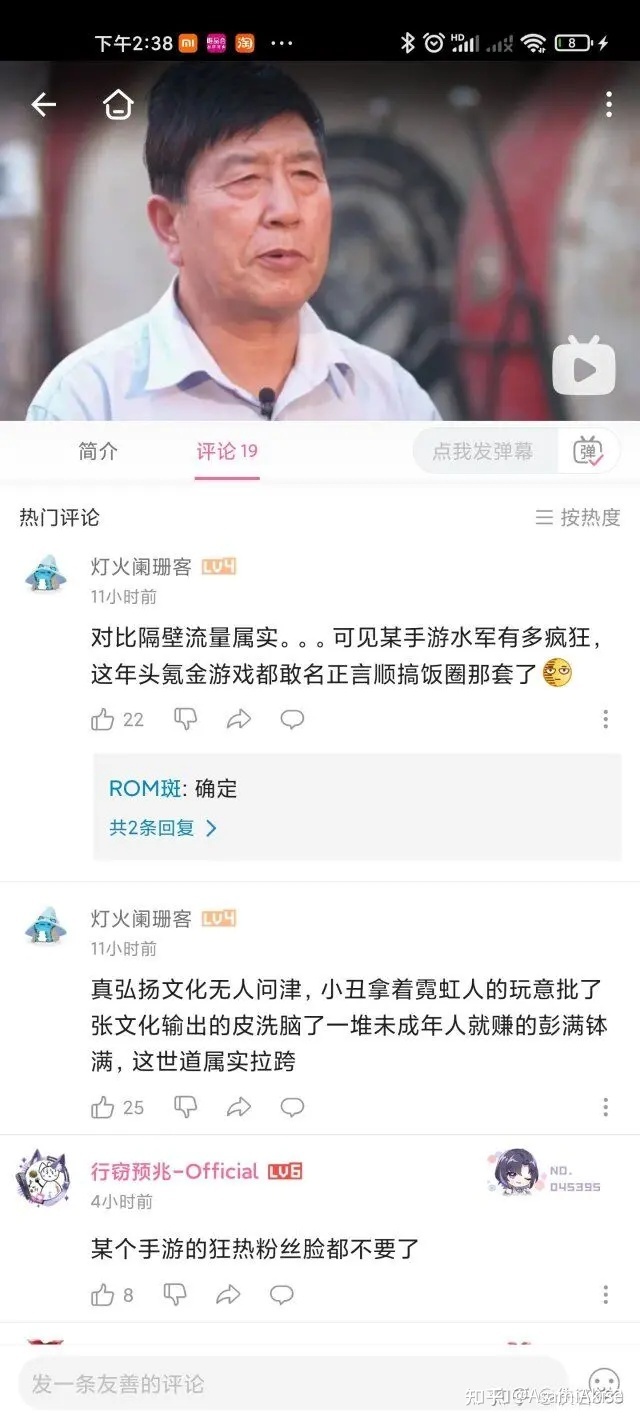 下午2:38
HD
8
简介
评论 19
点我发弹幕
弹
热门评论
按热度
灯火阑珊客 LV4
11小时前
对比隔壁流量属实。。。可见某手游水军有多疯狂，
这年头氪金游戏都敢名正言顺搞饭圈那套了
22
ROM斑: 确定
共2条回复
灯火阑珊客 LV4
11小时前
真弘扬文化无人问津，小丑拿着霓虹人的玩意批了
张文化输出的皮洗脑了一堆未成年人就赚的彭满钵
满，这世道属实拉跨
25
行窃预兆-Official LV6
NO.
045395
4小时前
某个手游的狂热粉丝脸都不要了
8
发一条友善的评论